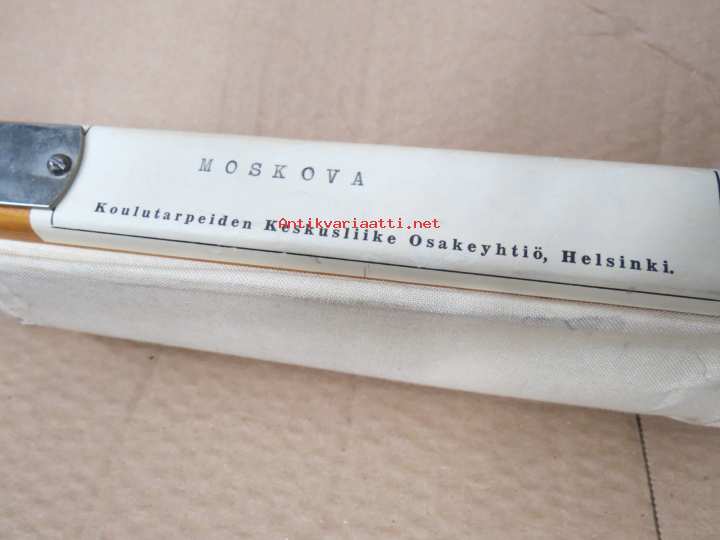 MOSKOVA
Koulutarpeiden Keskusliike Osakeyhtiö, Helsinki.
Antikvariaatti.net